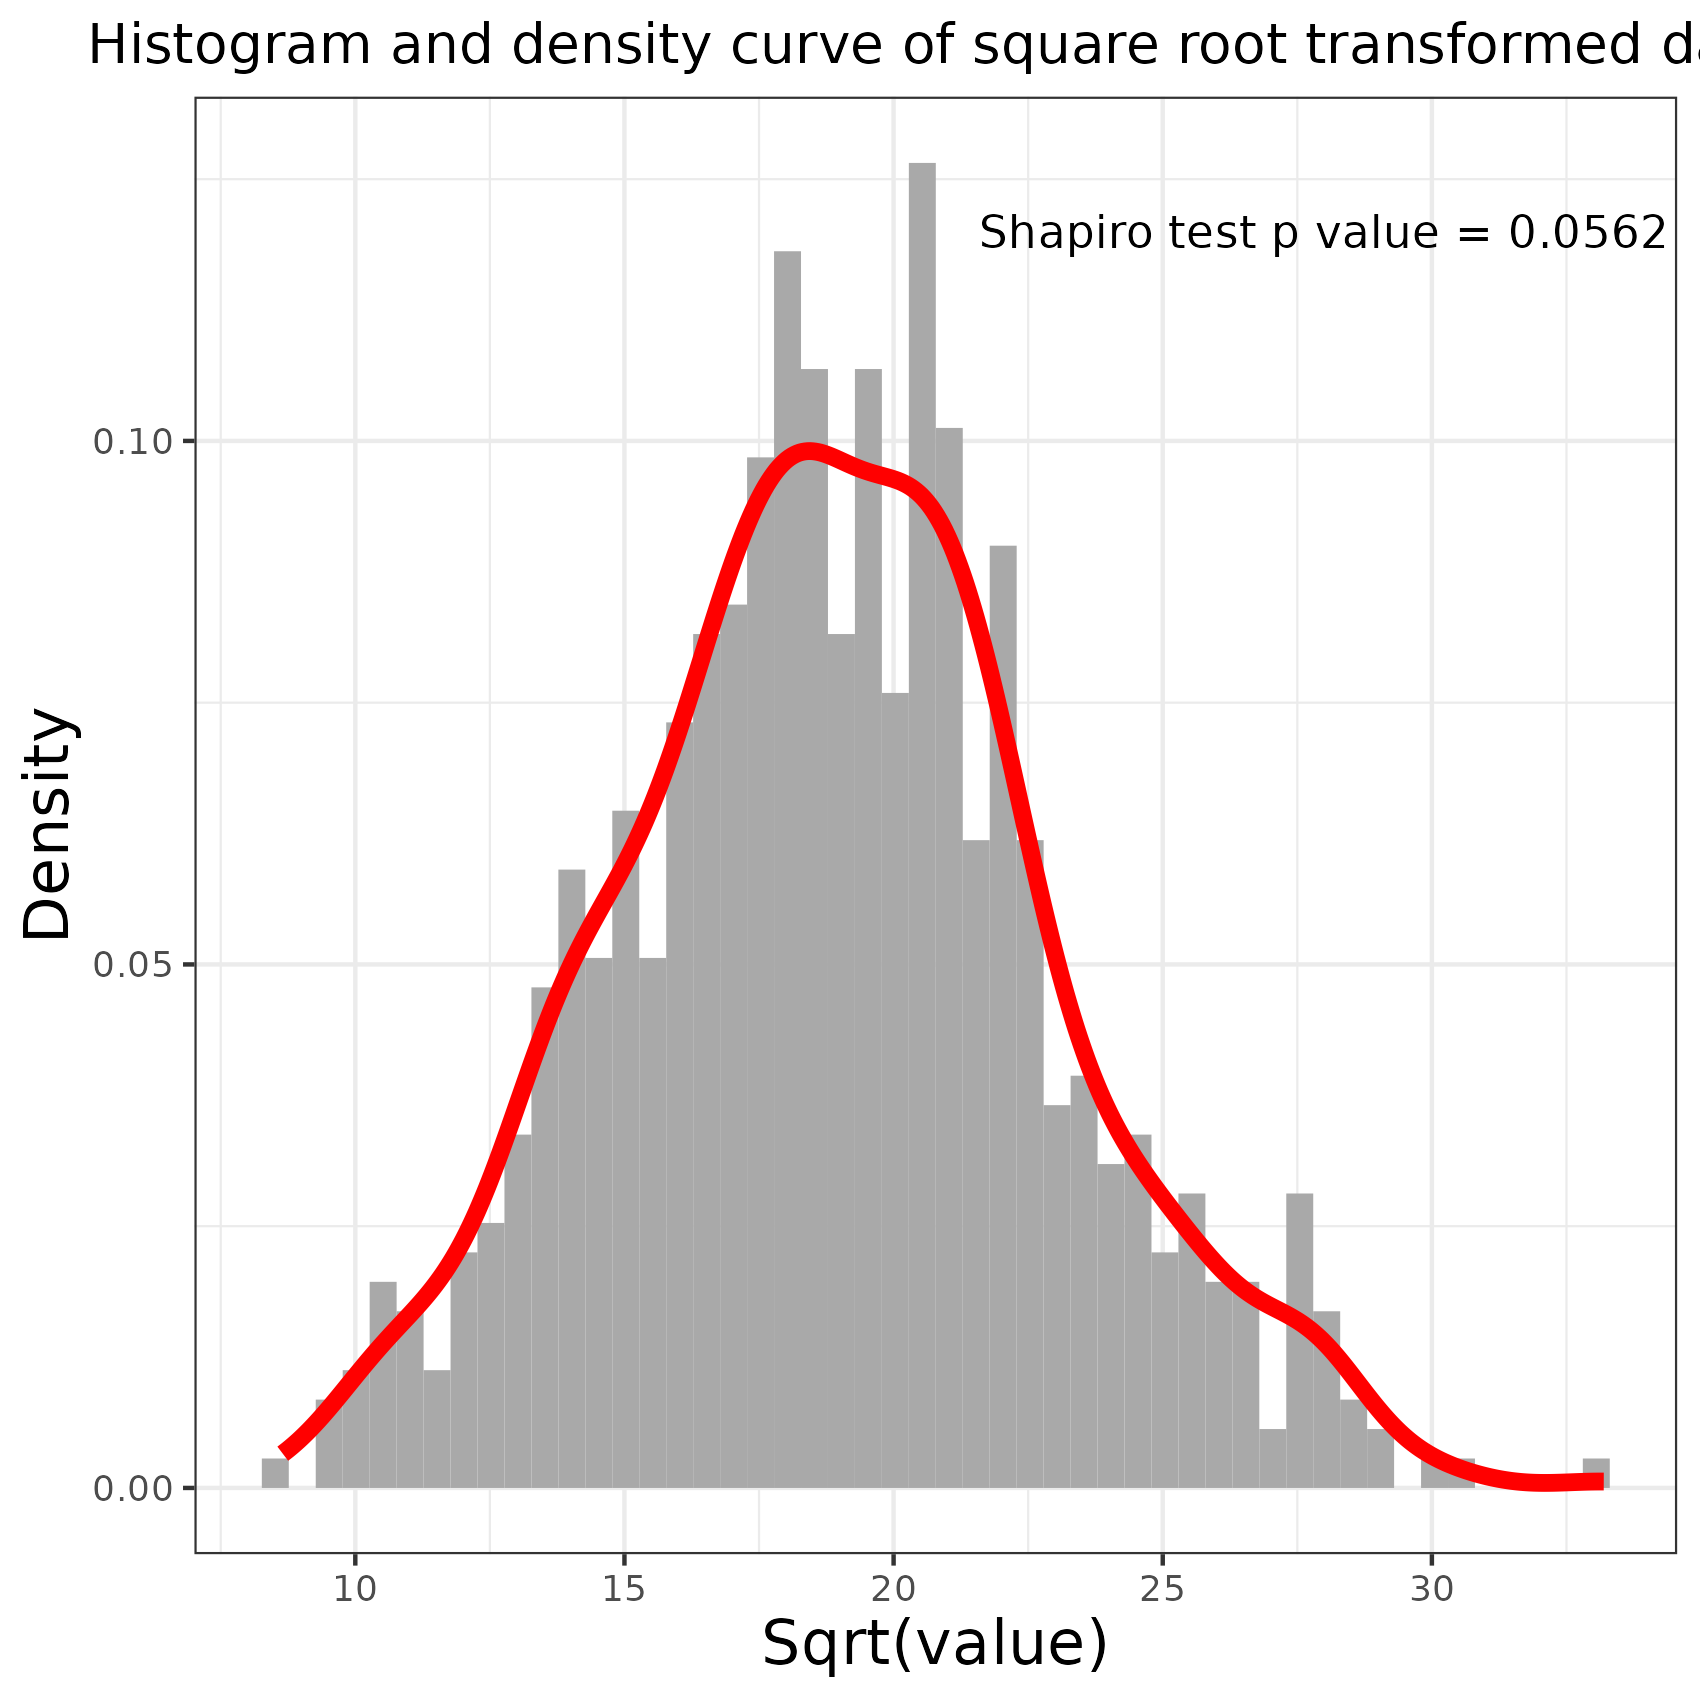 Histogram and density curve of square root transformed
Shapiro test p value = 0.0562
0.10
0.05
0.00
Density
10 15 20 25 30
Sqrt(value)